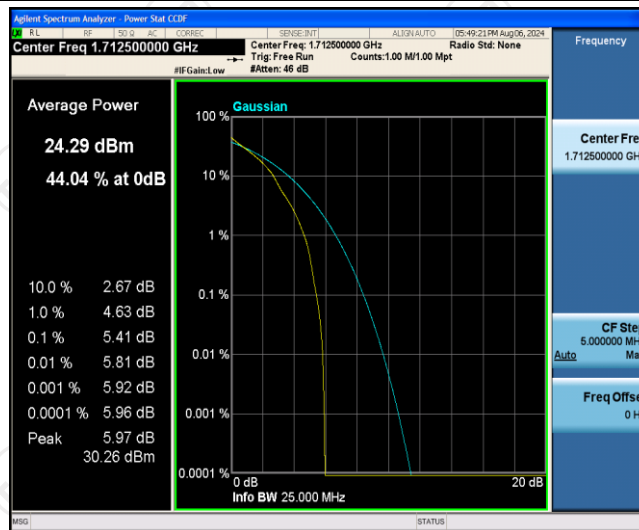 Agilent Spectrum Analyzer - Power Stat CCDF
RL RF 50 Ω AC CORREC SENSE:INT ALIGNAUTO 05:49:21 PM Aug 06, 2024
Center Freq 1.712500000 GHz
Center Freq: 1.712500000 GHz Radio Std: None
Trig: Free Run Counts:1.00 M/1.00 Mpt
#IFGain:Low #Atten: 46 dB
Frequency
Average Power
24.29 dBm
44.04 % at 0dB
10.0 % 2.67 dB
1.0 % 4.63 dB
0.1 % 5.41 dB
0.01 % 5.81 dB
0.001 % 5.92 dB
0.0001 % 5.96 dB
Peak 5.97 dB
30.26 dBm
Gaussian
100 %
10 %
1 %
0.1 %
0.01 %
0.001 %
0.0001 %
0 dB 20 dB
Info BW 25.000 MHz
Center Fre
1.712500000 GH
CF Ste
5.000000 MH
Auto Ma
Freq Offse
0 H
MSG STATUS